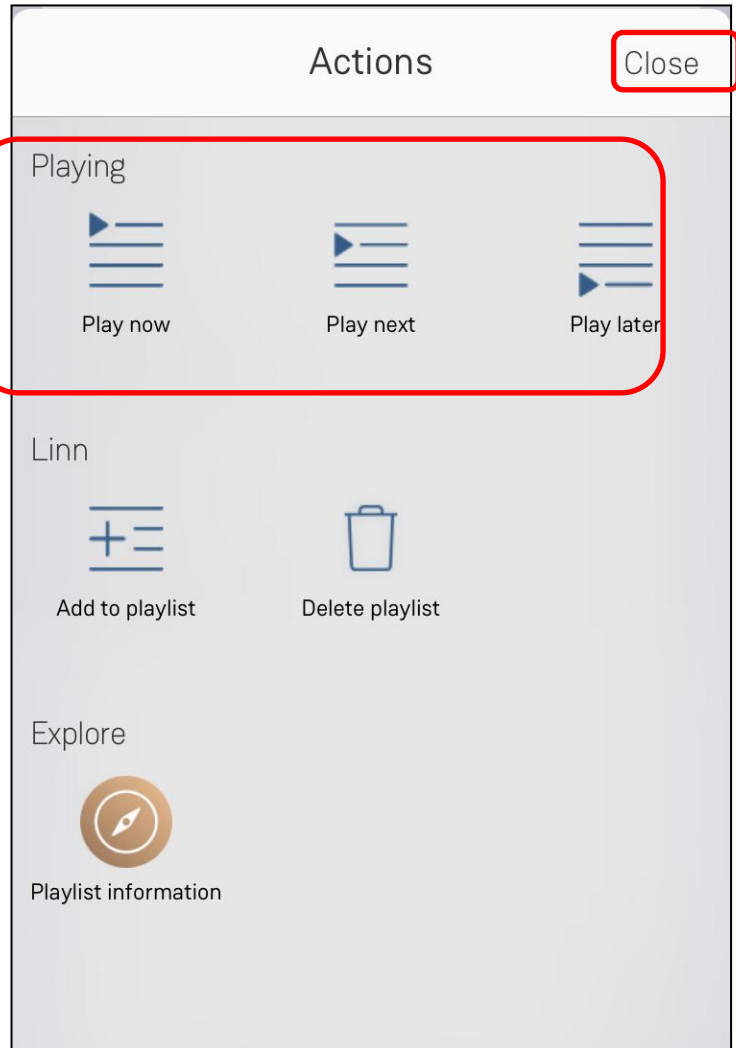 Actions Close
Playing
Play now Play next Play later
Linn
Add to playlist Delete playlist
Explore
Playlist information